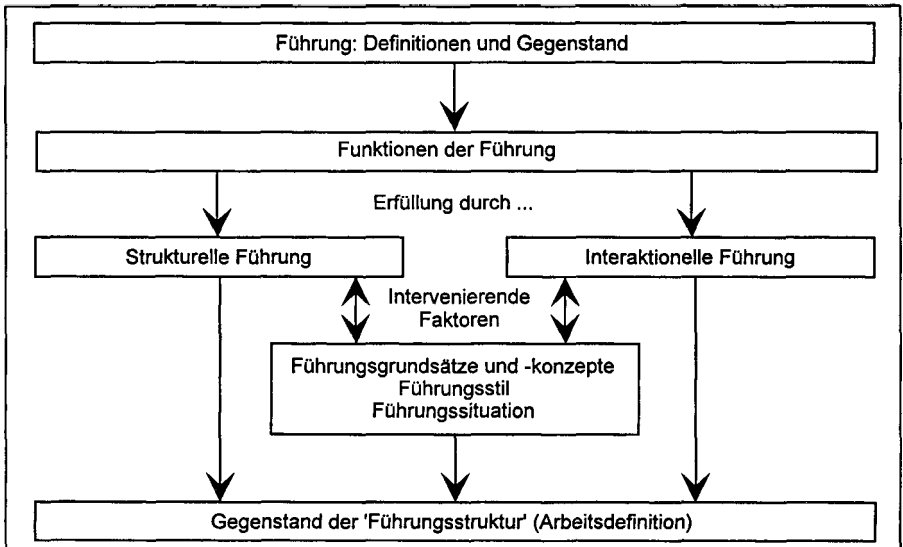 Führung: Definitionen und Gegenstand
Funktionen der Führung
Erfüllung durch ...
Strukturelle Führung
Interaktionelle Führung
Intervenierende
Faktoren
Führungsgrundsätze und -konzepte
Führungsstil
Führungssituation
Gegenstand der 'Führungsstruktur' (Arbeitsdefinition)